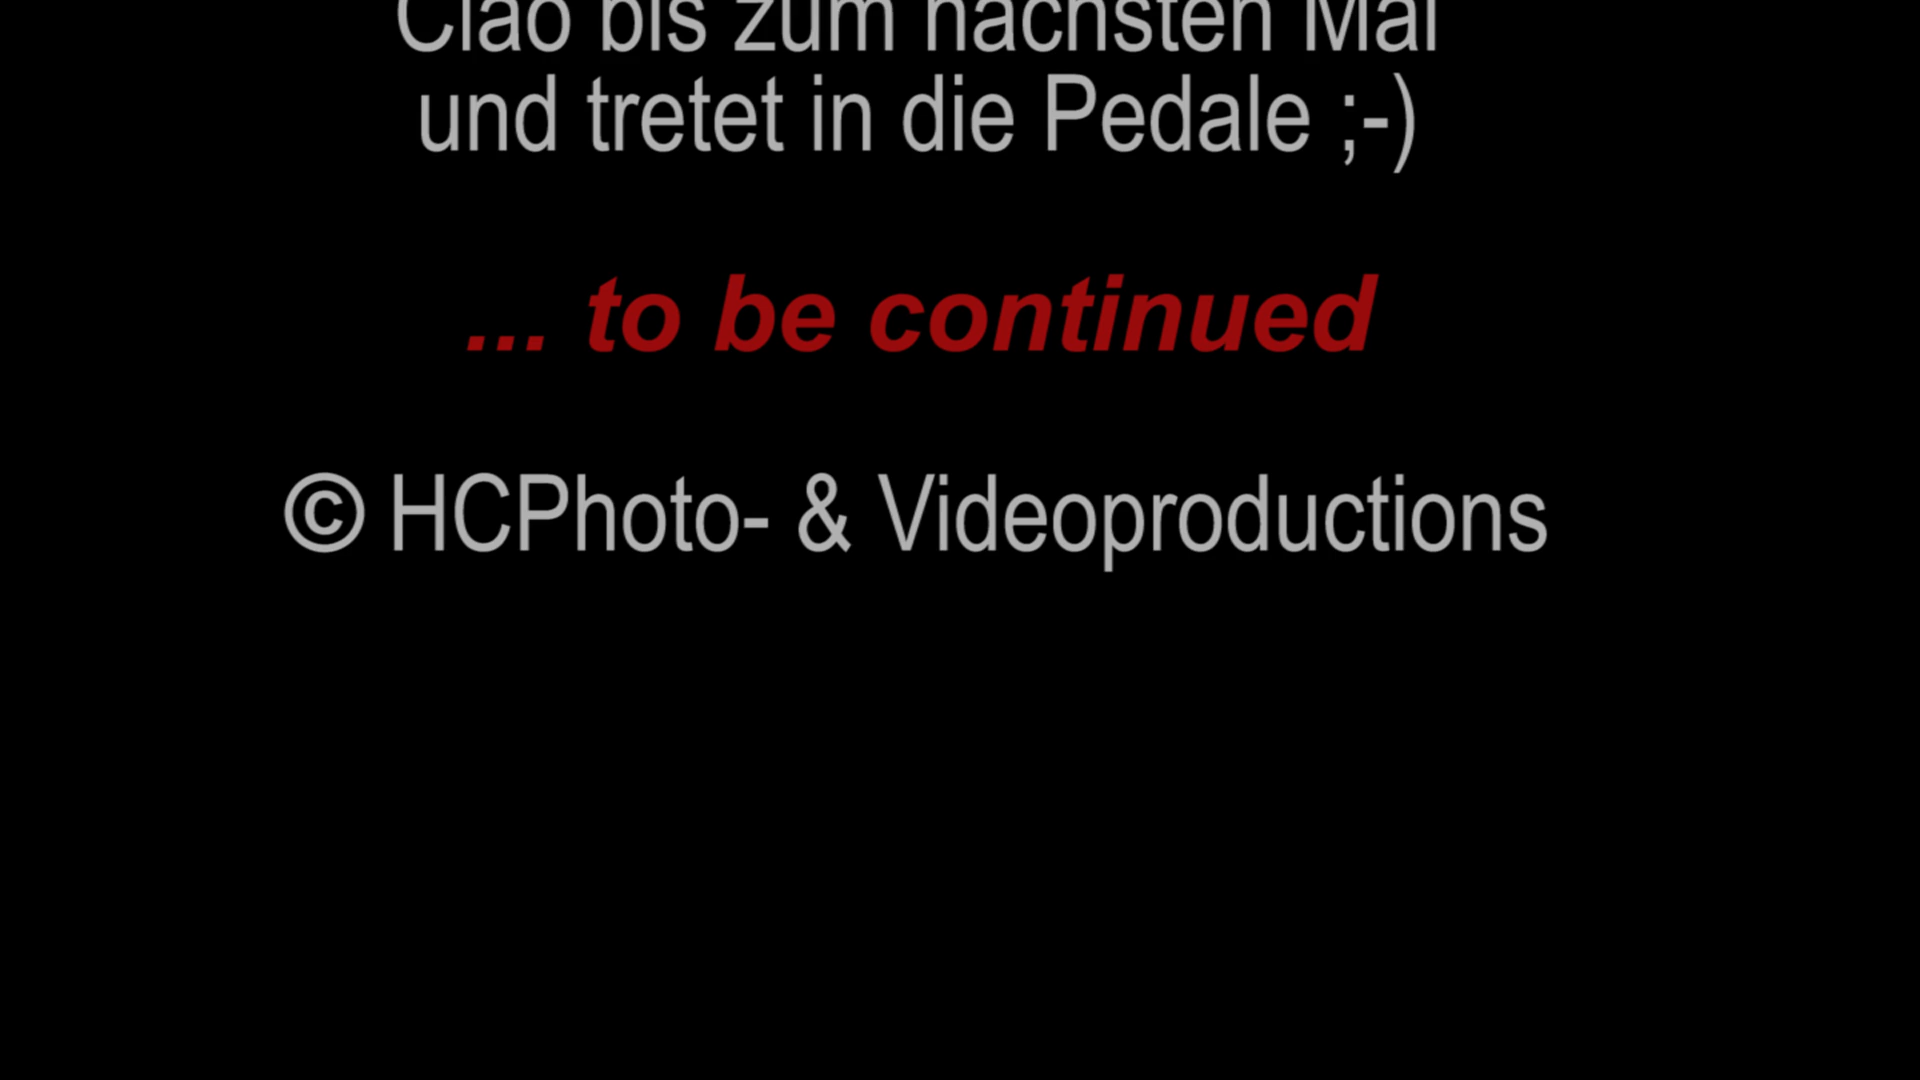 Ciao bis zum nächsten Mal
und tretet in die Pedale ;-)
... to be continued
© HCPhoto- & Videoproductions